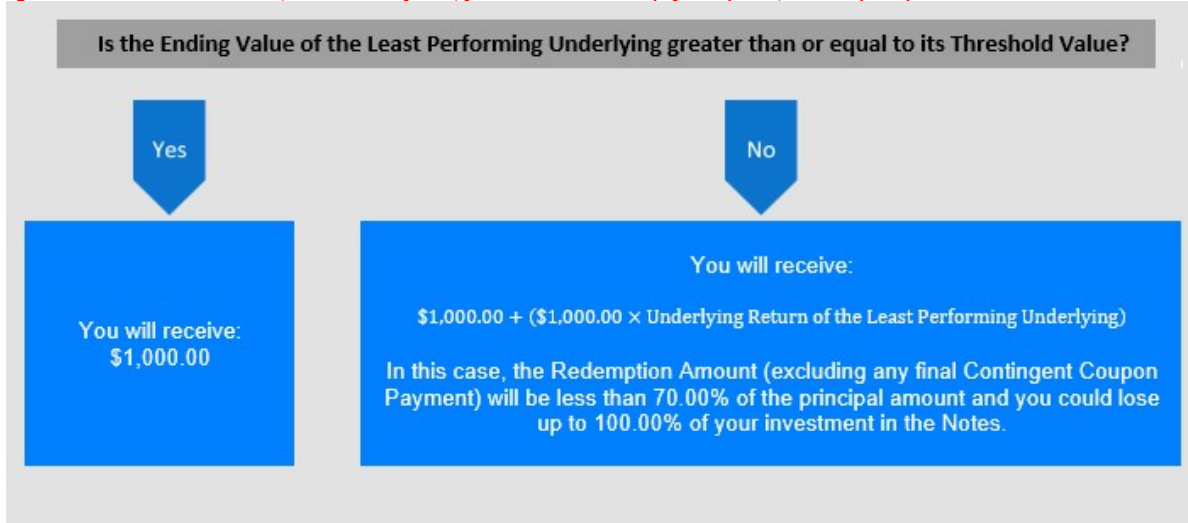 Is the Ending Value of the Least Performing Underlying greater than or equal to its Threshold Value?
Yes
No
You will receive:
$1,000.00
You will receive:
$1,000.00 + ($1,000.00 × Underlying Return of the Least Performing Underlying)
In this case, the Redemption Amount (excluding any final Contingent Coupon
Payment) will be less than 70.00% of the principal amount and you could lose
up to 100.00% of your investment in the Notes.